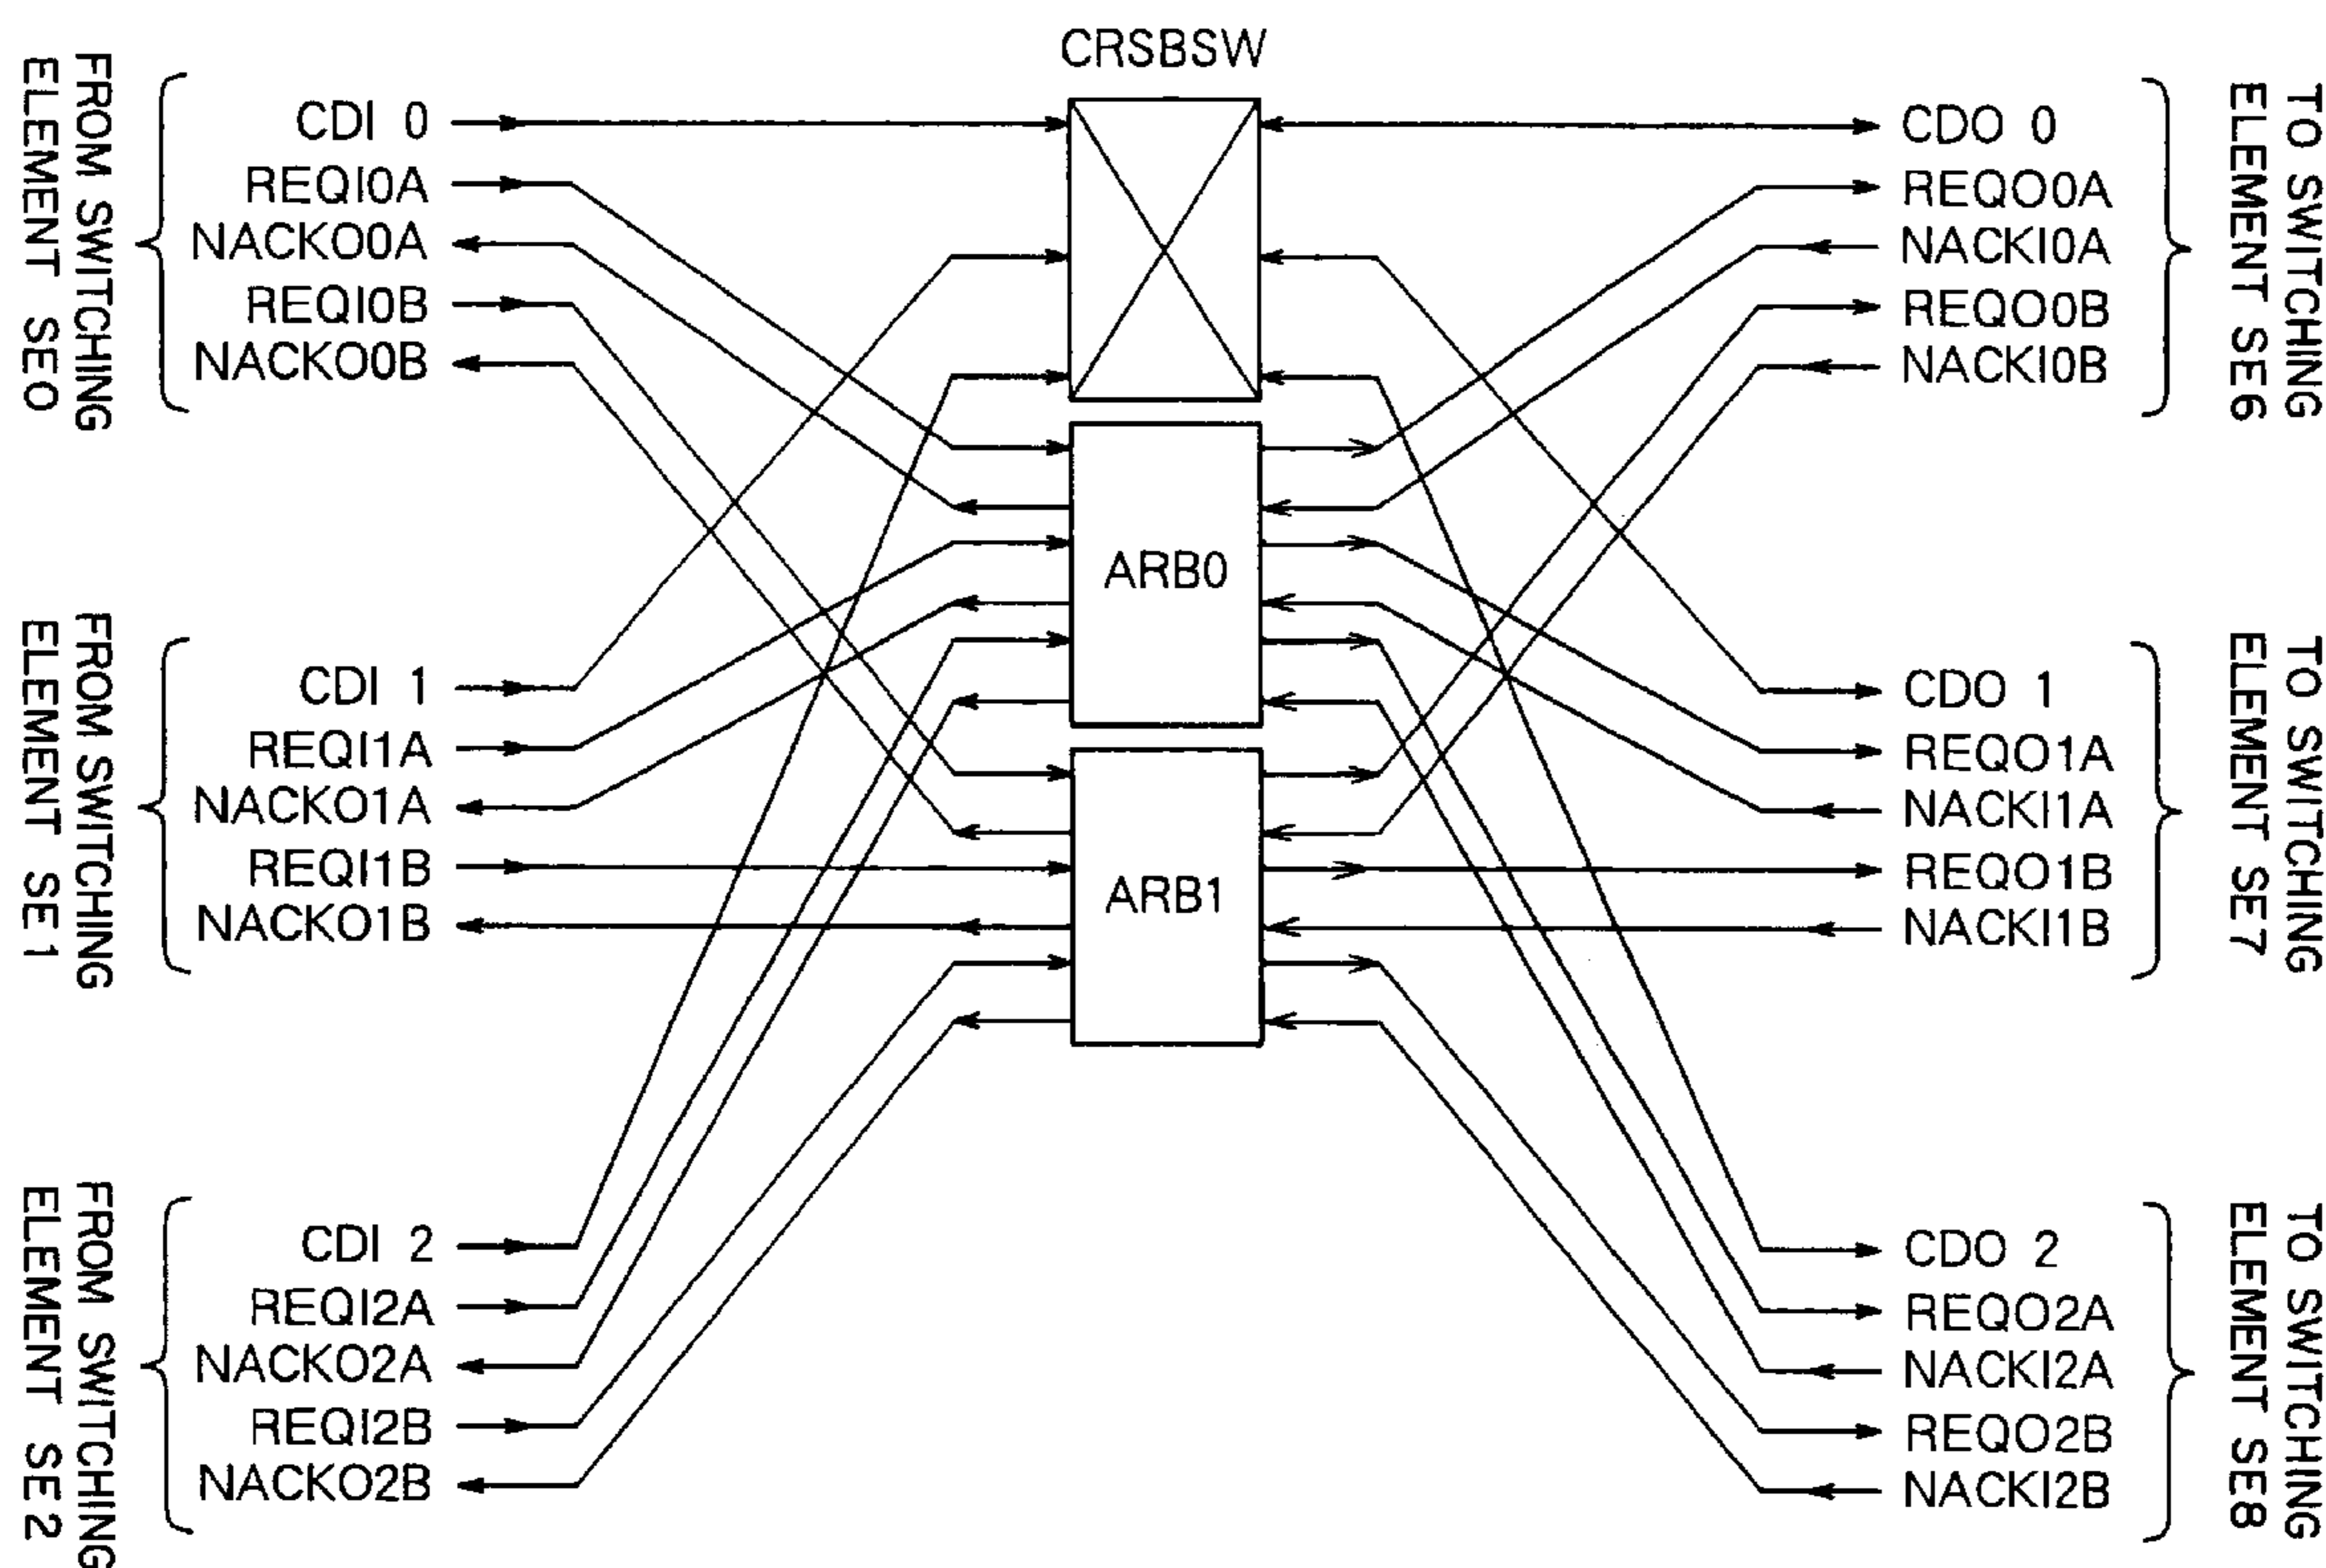 CRSBSW
FROM SWITCHING
ELEMENT SE0
CDI 0
REQI0A
NACKO0A
REQI0B
NACKO0B
FROM SWITCHING
ELEMENT SE1
CDI 1
REQI1A
NACKO1A
REQI1B
NACKO1B
FROM SWITCHING
ELEMENT SE2
CDI 2
REQI2A
NACKO2A
REQI2B
NACKO2B
ARB0
ARB1
CDO 0
REQO0A
NACKI0A
REQO0B
NACKI0B
TO SWITCHING
ELEMENT SE6
CDO 1
REQO1A
NACKI1A
REQO1B
NACKI1B
TO SWITCHING
ELEMENT SE7
CDO 2
REQO2A
NACKI2A
REQO2B
NACKI2B
TO SWITCHING
ELEMENT SE8